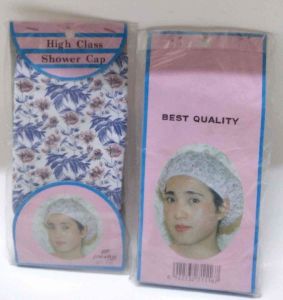 High Class
Shower Cap
BEST QUALITY